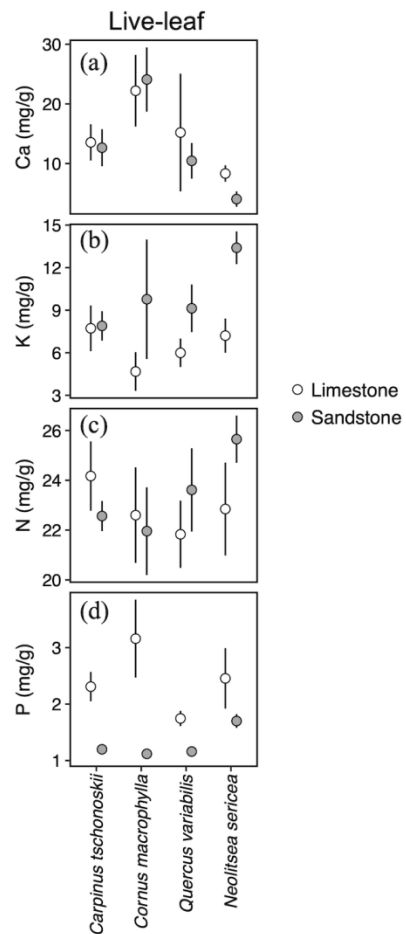 Live-leaf
(a)
Ca (mg/g)
30
20
10
(b)
K (mg/g)
15
12
9
6
3
(c)
N (mg/g)
26
24
22
20
(d)
P (mg/g)
3
2
1
Limestone
Sandstone
Carpinus tschonoskii
Cornus macrophylla
Quercus variabilis
Neolitsea sericea